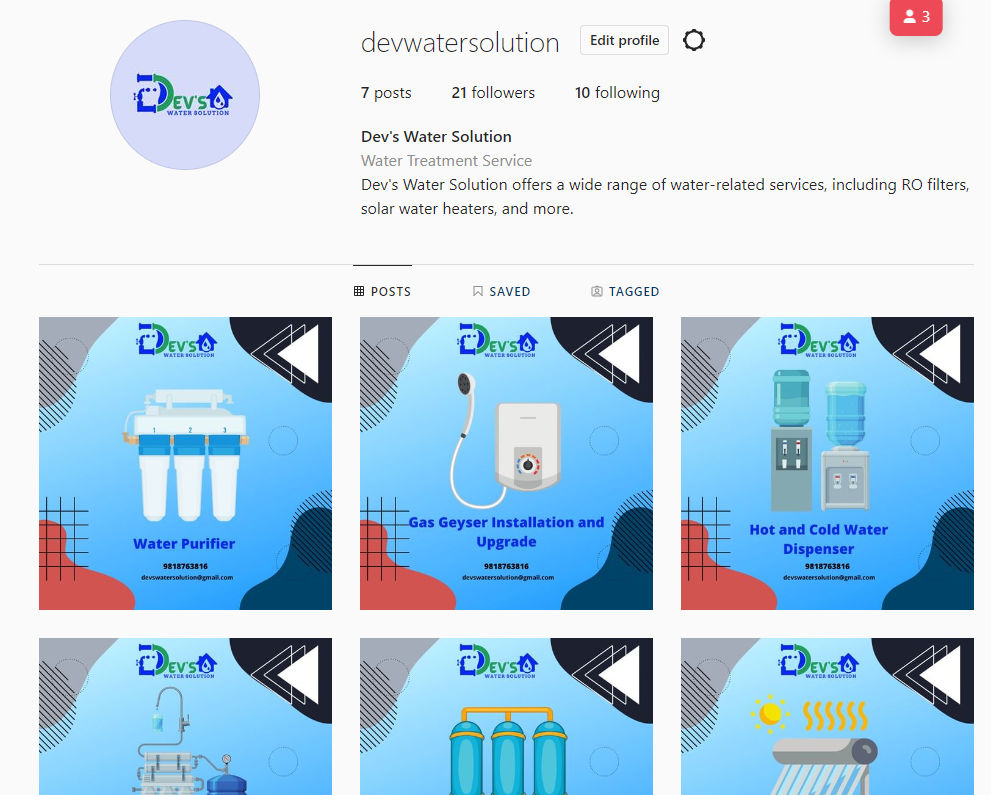 3
devwatersolution Edit profile
7 posts 21 followers 10 following
Dev's Water Solution
Water Treatment Service
Dev's Water Solution offers a wide range of water-related services, including RO filters,
solar water heaters, and more.
DEV'S
WATER SOLUTION
POSTS SAVED TAGGED
DEV'S
WATER SOLUTION
1 2 3
Water Purifier
9818763816
devswatersolution@gmail.com
DEV'S
WATER SOLUTION
Gas Geyser Installation and
Upgrade
9818763816
devswatersolution@gmail.com
DEV'S
WATER SOLUTION
Hot and Cold Water
Dispenser
9818763816
devswatersolution@gmail.com
DEV'S
WATER SOLUTION
DEV'S
WATER SOLUTION
DEV'S
WATER SOLUTION